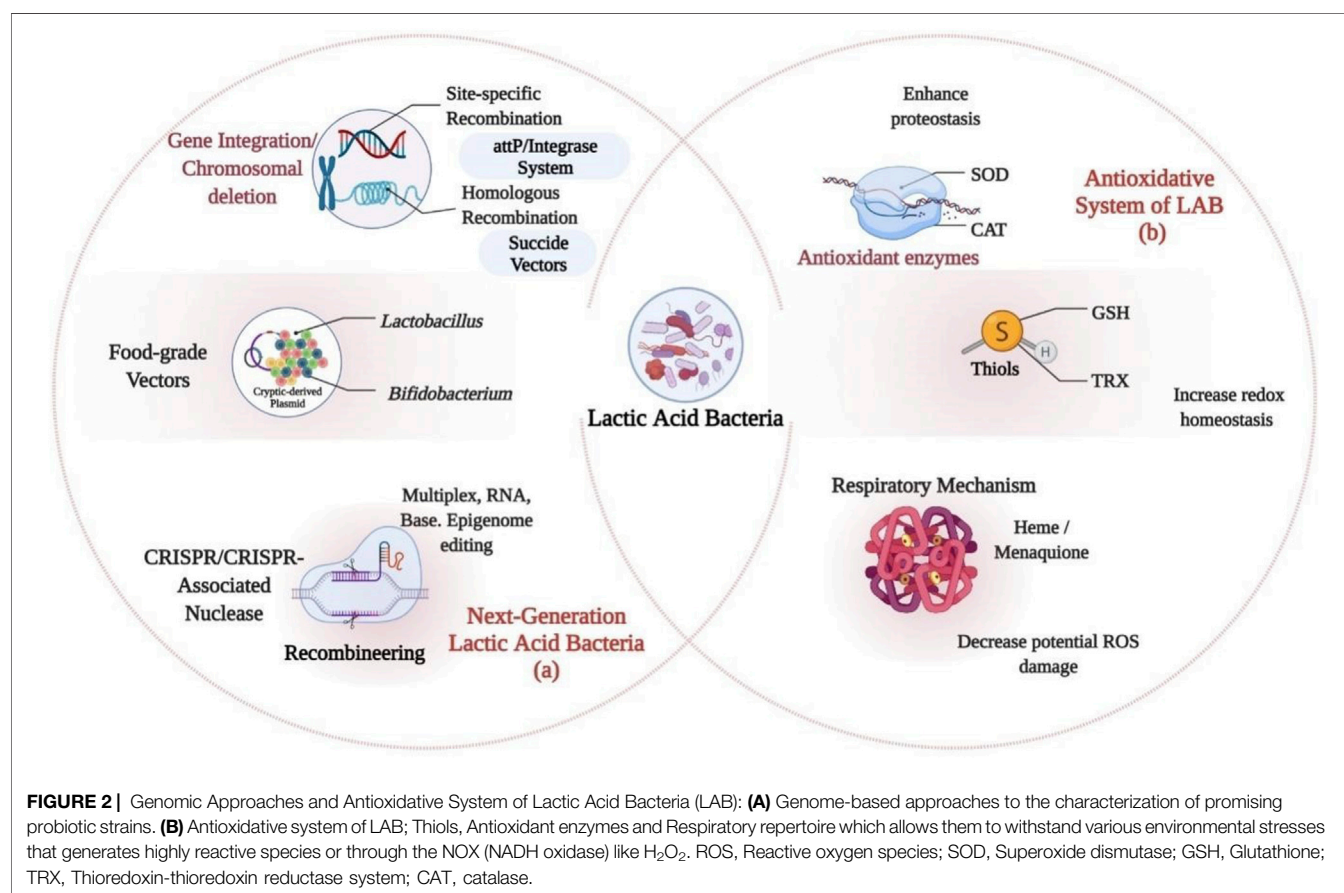 Site-specific
Recombination
Gene Integration/
Chromosomal
deletion
attP/Integrase
System
Homologous
Recombination
Succide
Vectors
Food-grade
Vectors
Lactobacillus
Cryptic-derived
Plasmid
Bifidobacterium
CRISPR/CRISPR-
Associated
Nuclease
Multiplex, RNA,
Base. Epigenome
editing
Recombineering
Next-Generation
Lactic Acid Bacteria
(a)
Lactic Acid Bacteria
Enhance
proteostasis
SOD
CAT
Antioxidant enzymes
Antioxidative
System of LAB
(b)
S
H
Thiols
GSH
TRX
Increase redox
homeostasis
Respiratory Mechanism
Heme /
Menaquione
Decrease potential ROS
damage
FIGURE 2 | Genomic Approaches and Antioxidative System of Lactic Acid Bacteria (LAB): (A) Genome-based approaches to the characterization of promising
probiotic strains. (B) Antioxidative system of LAB; Thiols, Antioxidant enzymes and Respiratory repertoire which allows them to withstand various environmental stresses
that generates highly reactive species or through the NOX (NADH oxidase) like H₂O₂. ROS, Reactive oxygen species; SOD, Superoxide dismutase; GSH, Glutathione;
TRX, Thioredoxin-thioredoxin reductase system; CAT, catalase.